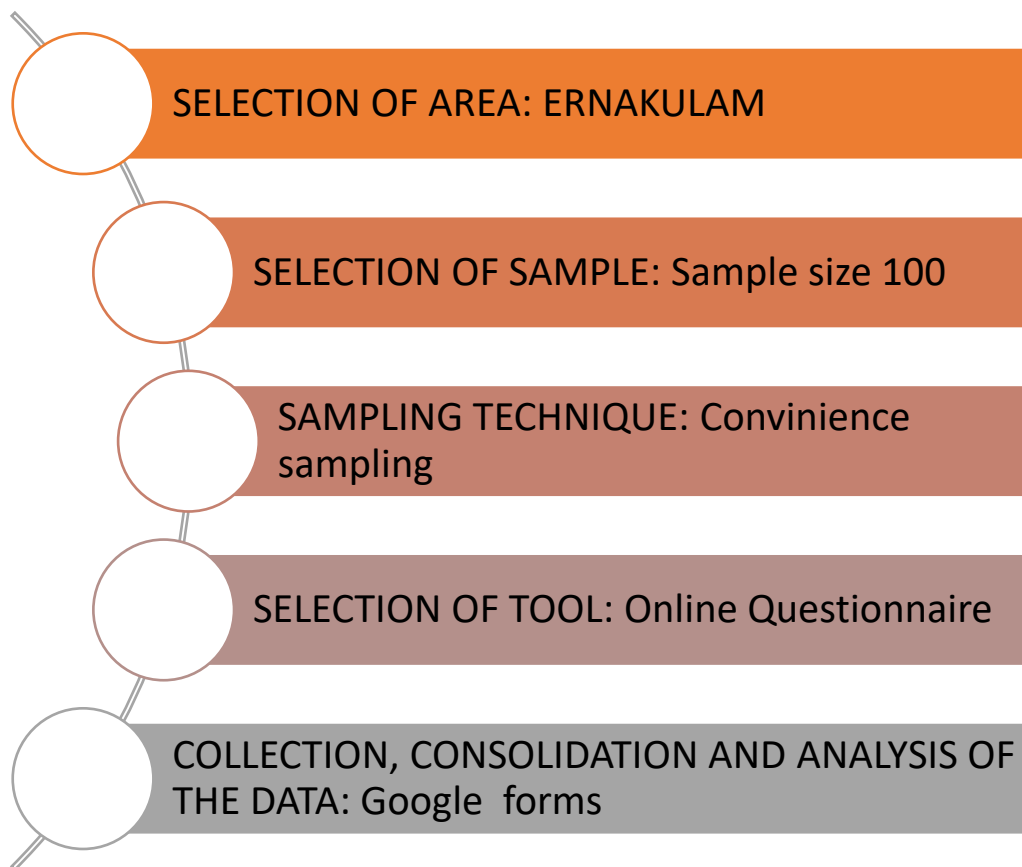 SELECTION OF AREA: ERNAKULAM
SELECTION OF SAMPLE: Sample size 100
SAMPLING TECHNIQUE: Convinience
sampling
SELECTION OF TOOL: Online Questionnaire
COLLECTION, CONSOLIDATION AND ANALYSIS OF
THE DATA: Google  forms